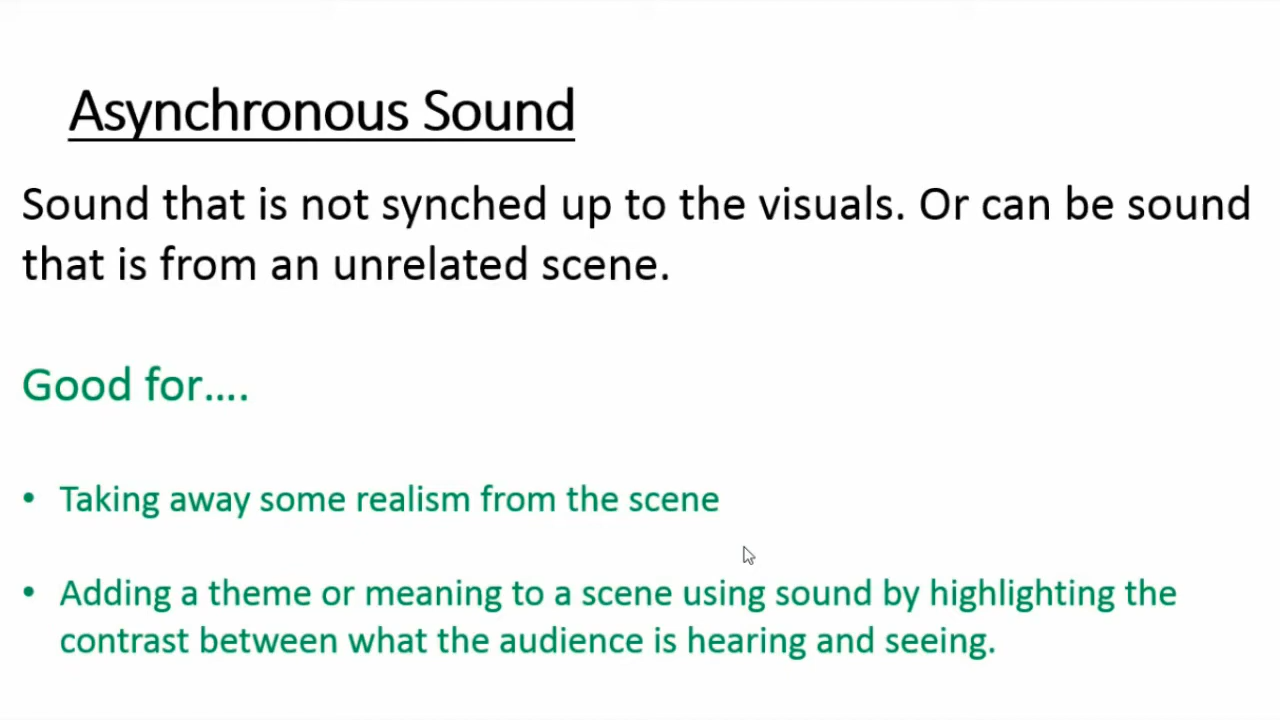 Asynchronous Sound
Sound that is not synched up to the visuals. Or can be sound
that is from an unrelated scene.
Good for....
• Taking away some realism from the scene
• Adding a theme or meaning to a scene using sound by highlighting the
contrast between what the audience is hearing and seeing.